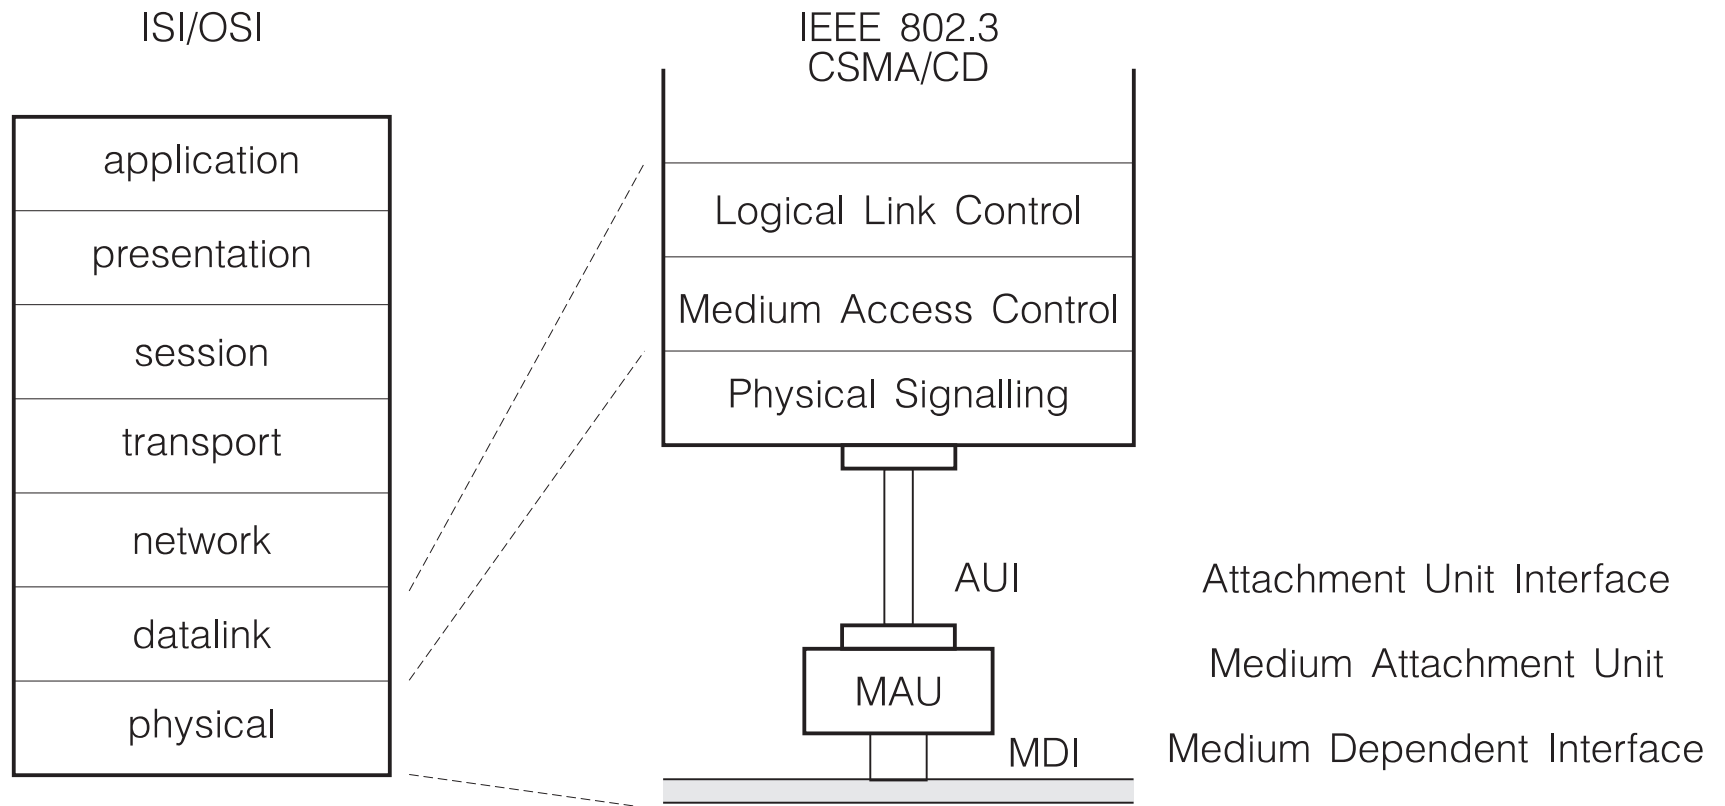 ISI/OSI
application
presentation
session
transport
network
datalink
physical
IEEE 802.3
CSMA/CD
Logical Link Control
Medium Access Control
Physical Signalling
AUI
Attachment Unit Interface
MAU
Medium Attachment Unit
MDI
Medium Dependent Interface